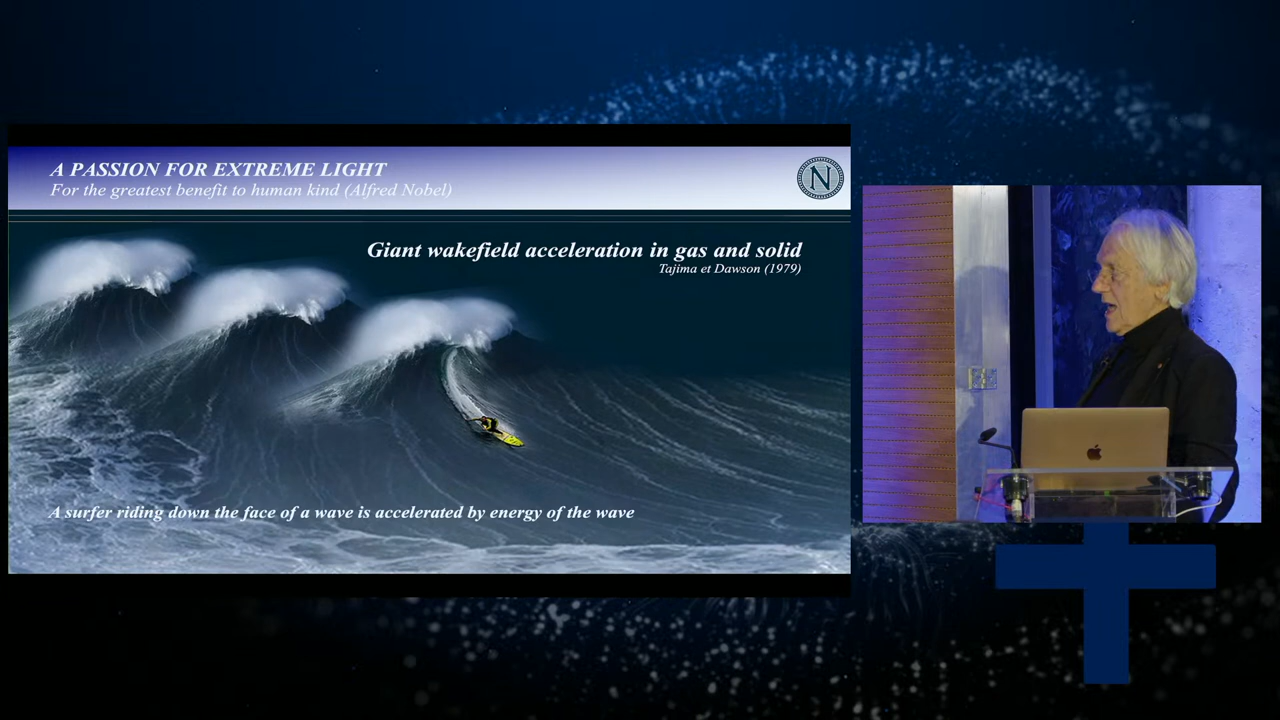 A PASSION FOR EXTREME LIGHT
For the greatest benefit to human kind (Alfred Nobel)
N
Giant wakefield acceleration in gas and solid
Tajima et Dawson (1979)
A surfer riding down the face of a wave is accelerated by energy of the wave